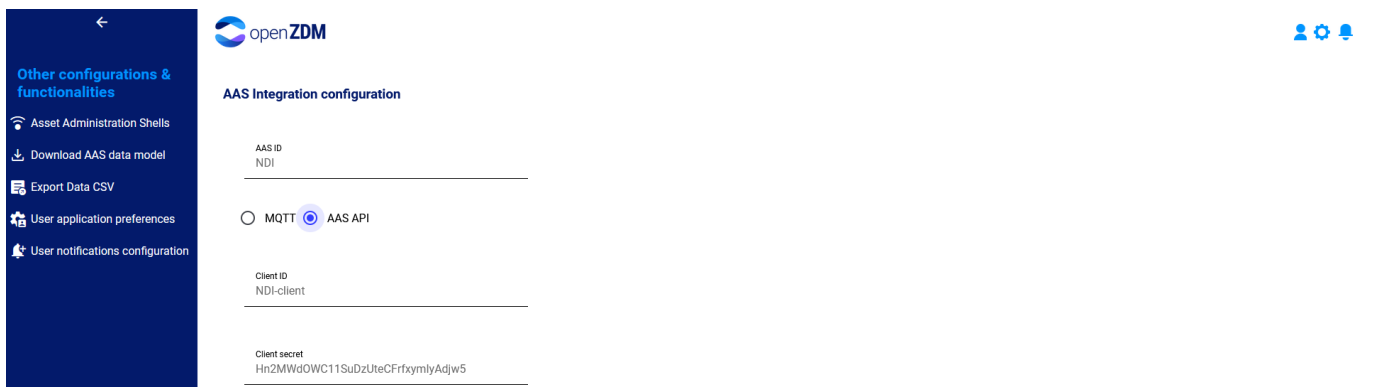 Other configurations &
functionalities
Asset Administration Shells
Download AAS data model
Export Data CSV
User application preferences
User notifications configuration
openZDM
AAS Integration configuration
AAS ID
NDI
MQTT
AAS API
Client ID
NDI-client
Client secret
Hn2MWdOWC11SuDzUteCFrfxymIyAdjw5